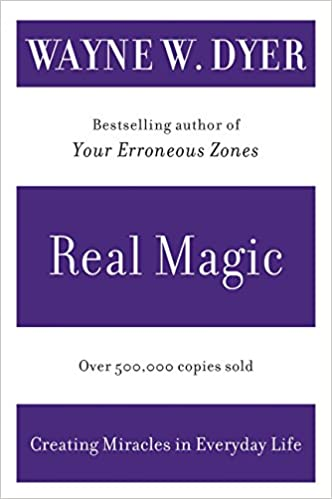 WAYNE W. DYER
Bestselling author of
Your Erroneous Zones
Real Magic
Over 500,000 copies sold
Creating Miracles in Everyday Life